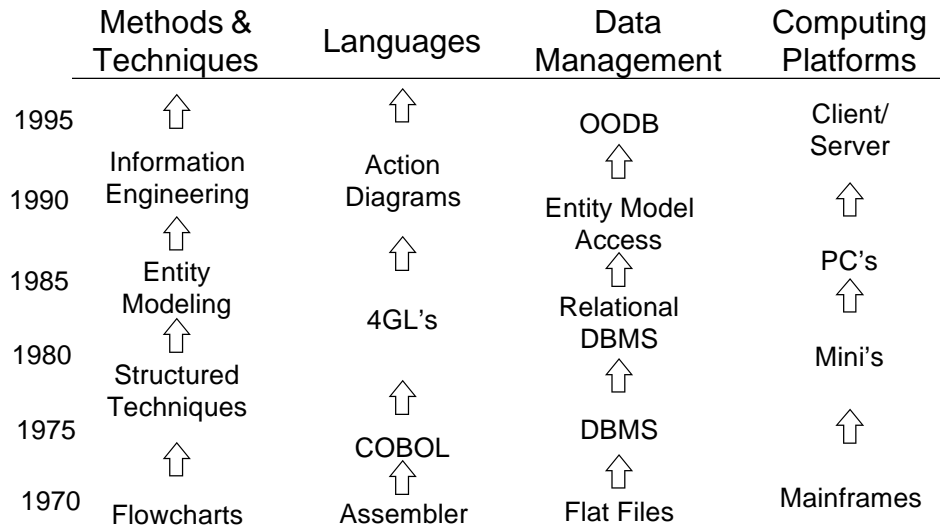 Methods &
Techniques
Languages
Data
Management
Computing
Platforms
1995
OODB
Client/
Server
Information
Engineering
Action
Diagrams
1990
Entity Model
Access
1985
Entity
Modeling
PC's
4GL's
Relational
DBMS
1980
Mini's
Structured
Techniques
1975
COBOL
DBMS
1970
Flowcharts
Assembler
Flat Files
Mainframes